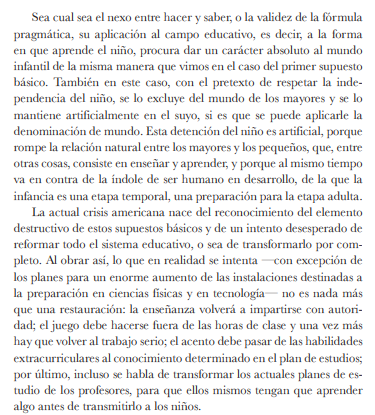 Sea cual sea el nexo entre hacer y saber, o la validez de la fórmula
pragmática, su aplicación al campo educativo, es decir, a la forma
en que aprende el niño, procura dar un carácter absoluto al mundo
infantil de la misma manera que vimos en el caso del primer supuesto
básico. También en este caso, con el pretexto de respetar la inde-
pendencia del niño, se lo excluye del mundo de los mayores y se lo
mantiene artificialmente en el suyo, si es que se puede aplicarle la
denominación de mundo. Esta detención del niño es artificial, porque
rompe la relación natural entre los mayores y los pequeños, que, entre
otras cosas, consiste en enseñar y aprender, y porque al mismo tiempo
va en contra de la índole de ser humano en desarrollo, de la que la
infancia es una etapa temporal, una preparación para la etapa adulta.
La actual crisis americana nace del reconocimiento del elemento
destructivo de estos supuestos básicos y de un intento desesperado de
reformar todo el sistema educativo, o sea de transformarlo por com-
pleto. Al obrar así, lo que en realidad se intenta —con excepción de
los planes para un enorme aumento de las instalaciones destinadas a
la preparación en ciencias físicas y en tecnología— no es nada más
que una restauración: la enseñanza volverá a impartirse con autori-
dad; el juego debe hacerse fuera de las horas de clase y una vez más
hay que volver al trabajo serio; el acento debe pasar de las habilidades
extracurriculares al conocimiento determinado en el plan de estudios;
por último, incluso se habla de transformar los actuales planes de es-
tudio de los profesores, para que ellos mismos tengan que aprender
algo antes de transmitirlo a los niños.